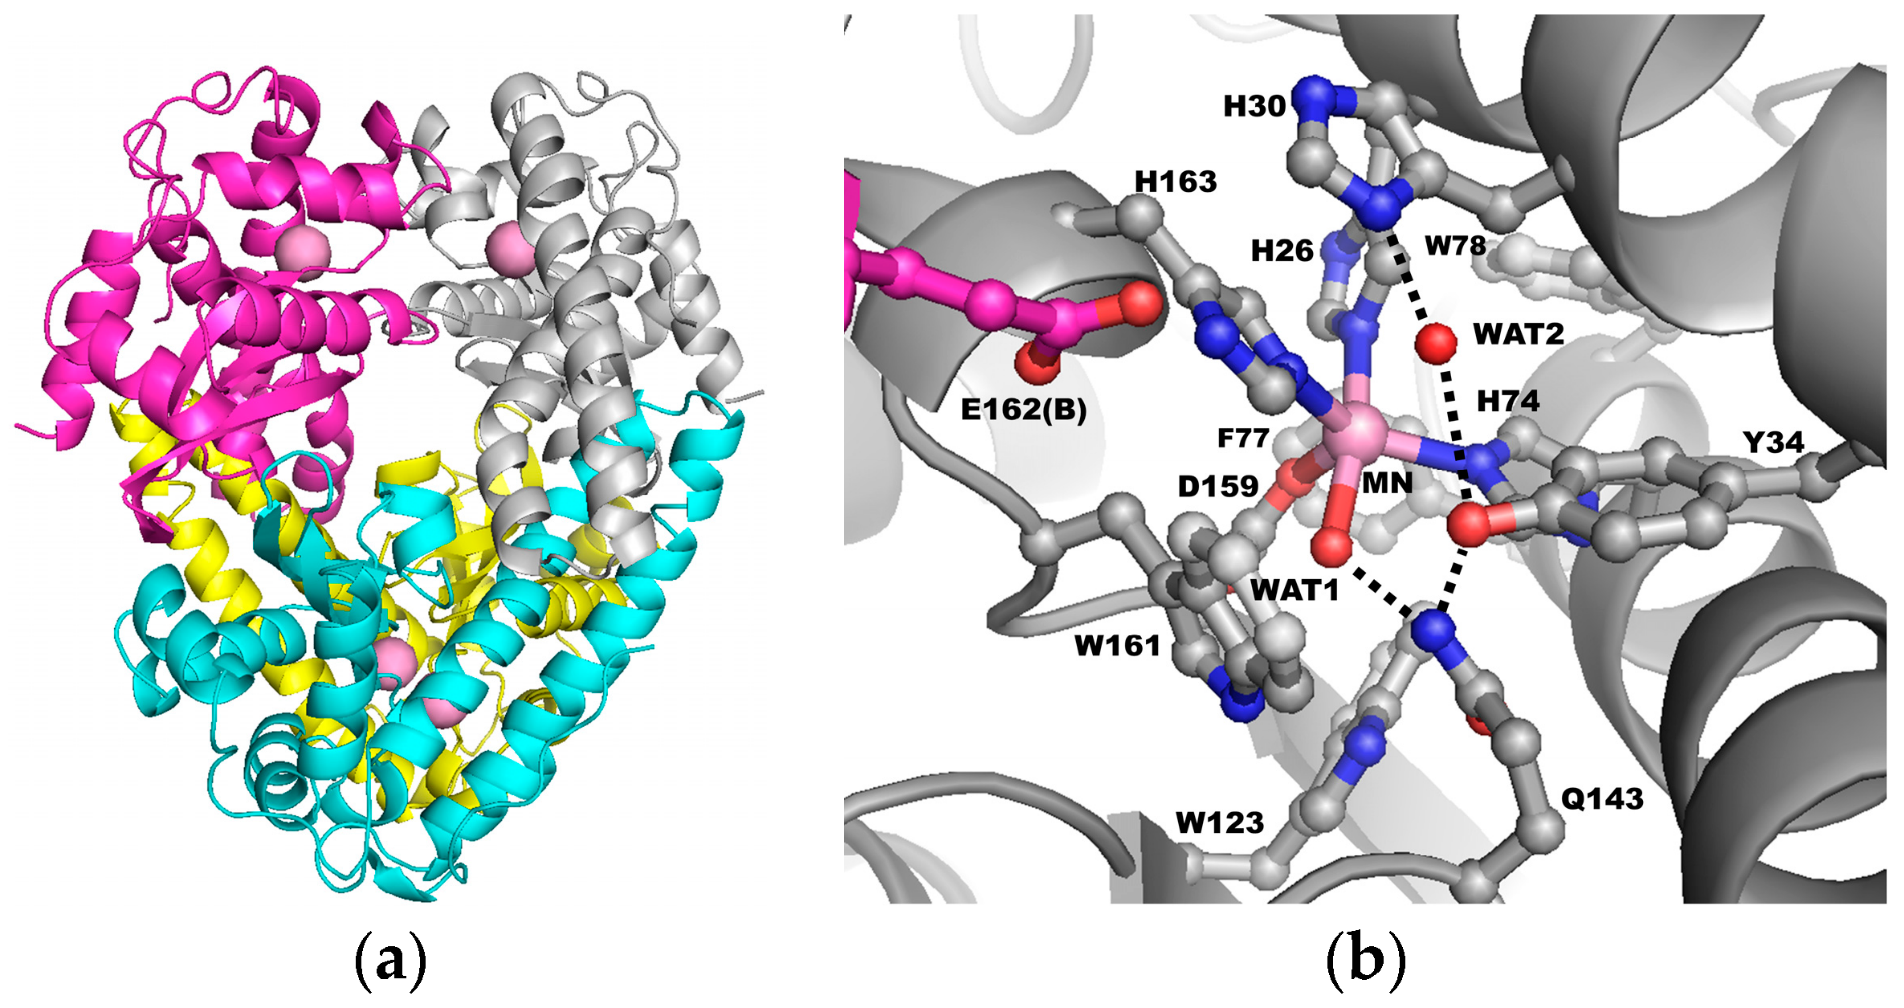 H30
H163
H26
W78
WAT2
E162(B)
H74
F77
Y34
D159
MN
WAT1
W161
Q143
W123
(a)
(b)